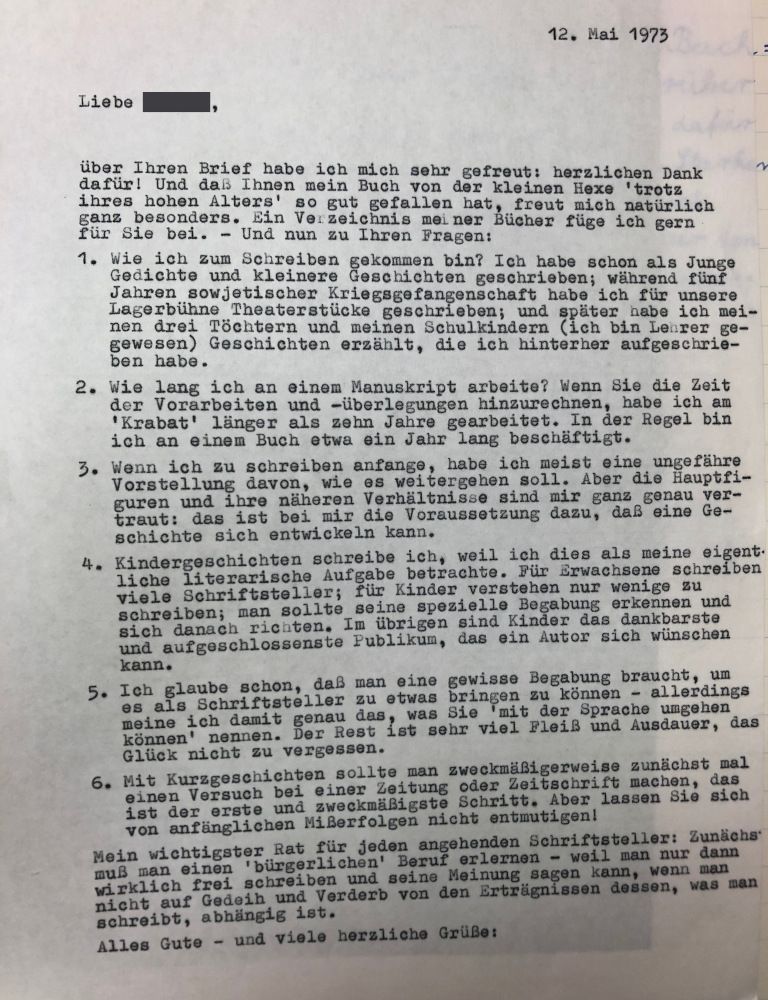 12. Mai 1973
Liebe ,
über Ihren Brief habe ich mich sehr gefreut: herzlichen Dank
dafür! Und daß Ihnen mein Buch von der kleinen Hexe 'trotz
ihres hohen Alters' so gut gefallen hat, freut mich natürlich
ganz besonders. Ein Verzeichnis meiner Bücher füge ich gern
für Sie bei. - Und nun zu Ihren Fragen:
1. Wie ich zum Schreiben gekommen bin? Ich habe schon als Junge
Gedichte und kleinere Geschichten geschrieben; während fünf
Jahren sowjetischer Kriegsgefangenschaft habe ich für unsere
Lagerbühne Theaterstücke geschrieben; und später habe ich mei-
nen drei Töchtern und meinen Schulkindern (ich bin Lehrer ge-
gewesen) Geschichten erzählt, die ich hinterher aufgeschrie-
ben habe.
2. Wie lang ich an einem Manuskript arbeite? Wenn Sie die Zeit
der Vorarbeiten und -überlegungen hinzurechnen, habe ich am
'Krabat' länger als zehn Jahre gearbeitet. In der Regel bin
ich an einem Buch etwa ein Jahr lang beschäftigt.
3. Wenn ich zu schreiben anfange, habe ich meist eine ungefähre
Vorstellung davon, wie es weitergehen soll. Aber die Hauptfi-
guren und ihre näheren Verhältnisse sind mir ganz genau ver-
traut: das ist bei mir die Voraussetzung dazu, daß eine Ge-
schichte sich entwickeln kann.
4. Kindergeschichten schreibe ich, weil ich dies als meine eigent-
liche literarische Aufgabe betrachte. Für Erwachsene schreiben
viele Schriftsteller; für Kinder verstehen nur wenige zu
schreiben; man sollte seine spezielle Begabung erkennen und
sich danach richten. Im übrigen sind Kinder das dankbarste
und aufgeschlossenste Publikum, das ein Autor sich wünschen
kann.
5. Ich glaube schon, daß man eine gewisse Begabung braucht, um
es als Schriftsteller zu etwas bringen zu können - allerdings
meine ich damit genau das, was Sie 'mit der Sprache umgehen
können' nennen. Der Rest ist sehr viel Fleiß und Ausdauer, das
Glück nicht zu vergessen.
6. Mit Kurzgeschichten sollte man zweckmäßigerweise zunächst mal
einen Versuch bei einer Zeitung oder Zeitschrift machen, das
ist der erste und zweckmäßigste Schritt. Aber lassen Sie sich
von anfänglichen Mißerfolgen nicht entmutigen!
Mein wichtigster Rat für jeden angehenden Schriftsteller: Zunächs
muß man einen 'bürgerlichen' Beruf erlernen - weil man nur dann
wirklich frei schreiben und seine Meinung sagen kann, wenn man
nicht auf Gedeih und Verderb von den Erträgnissen dessen, was man
schreibt, abhängig ist.
Alles Gute - und viele herzliche Grüße: